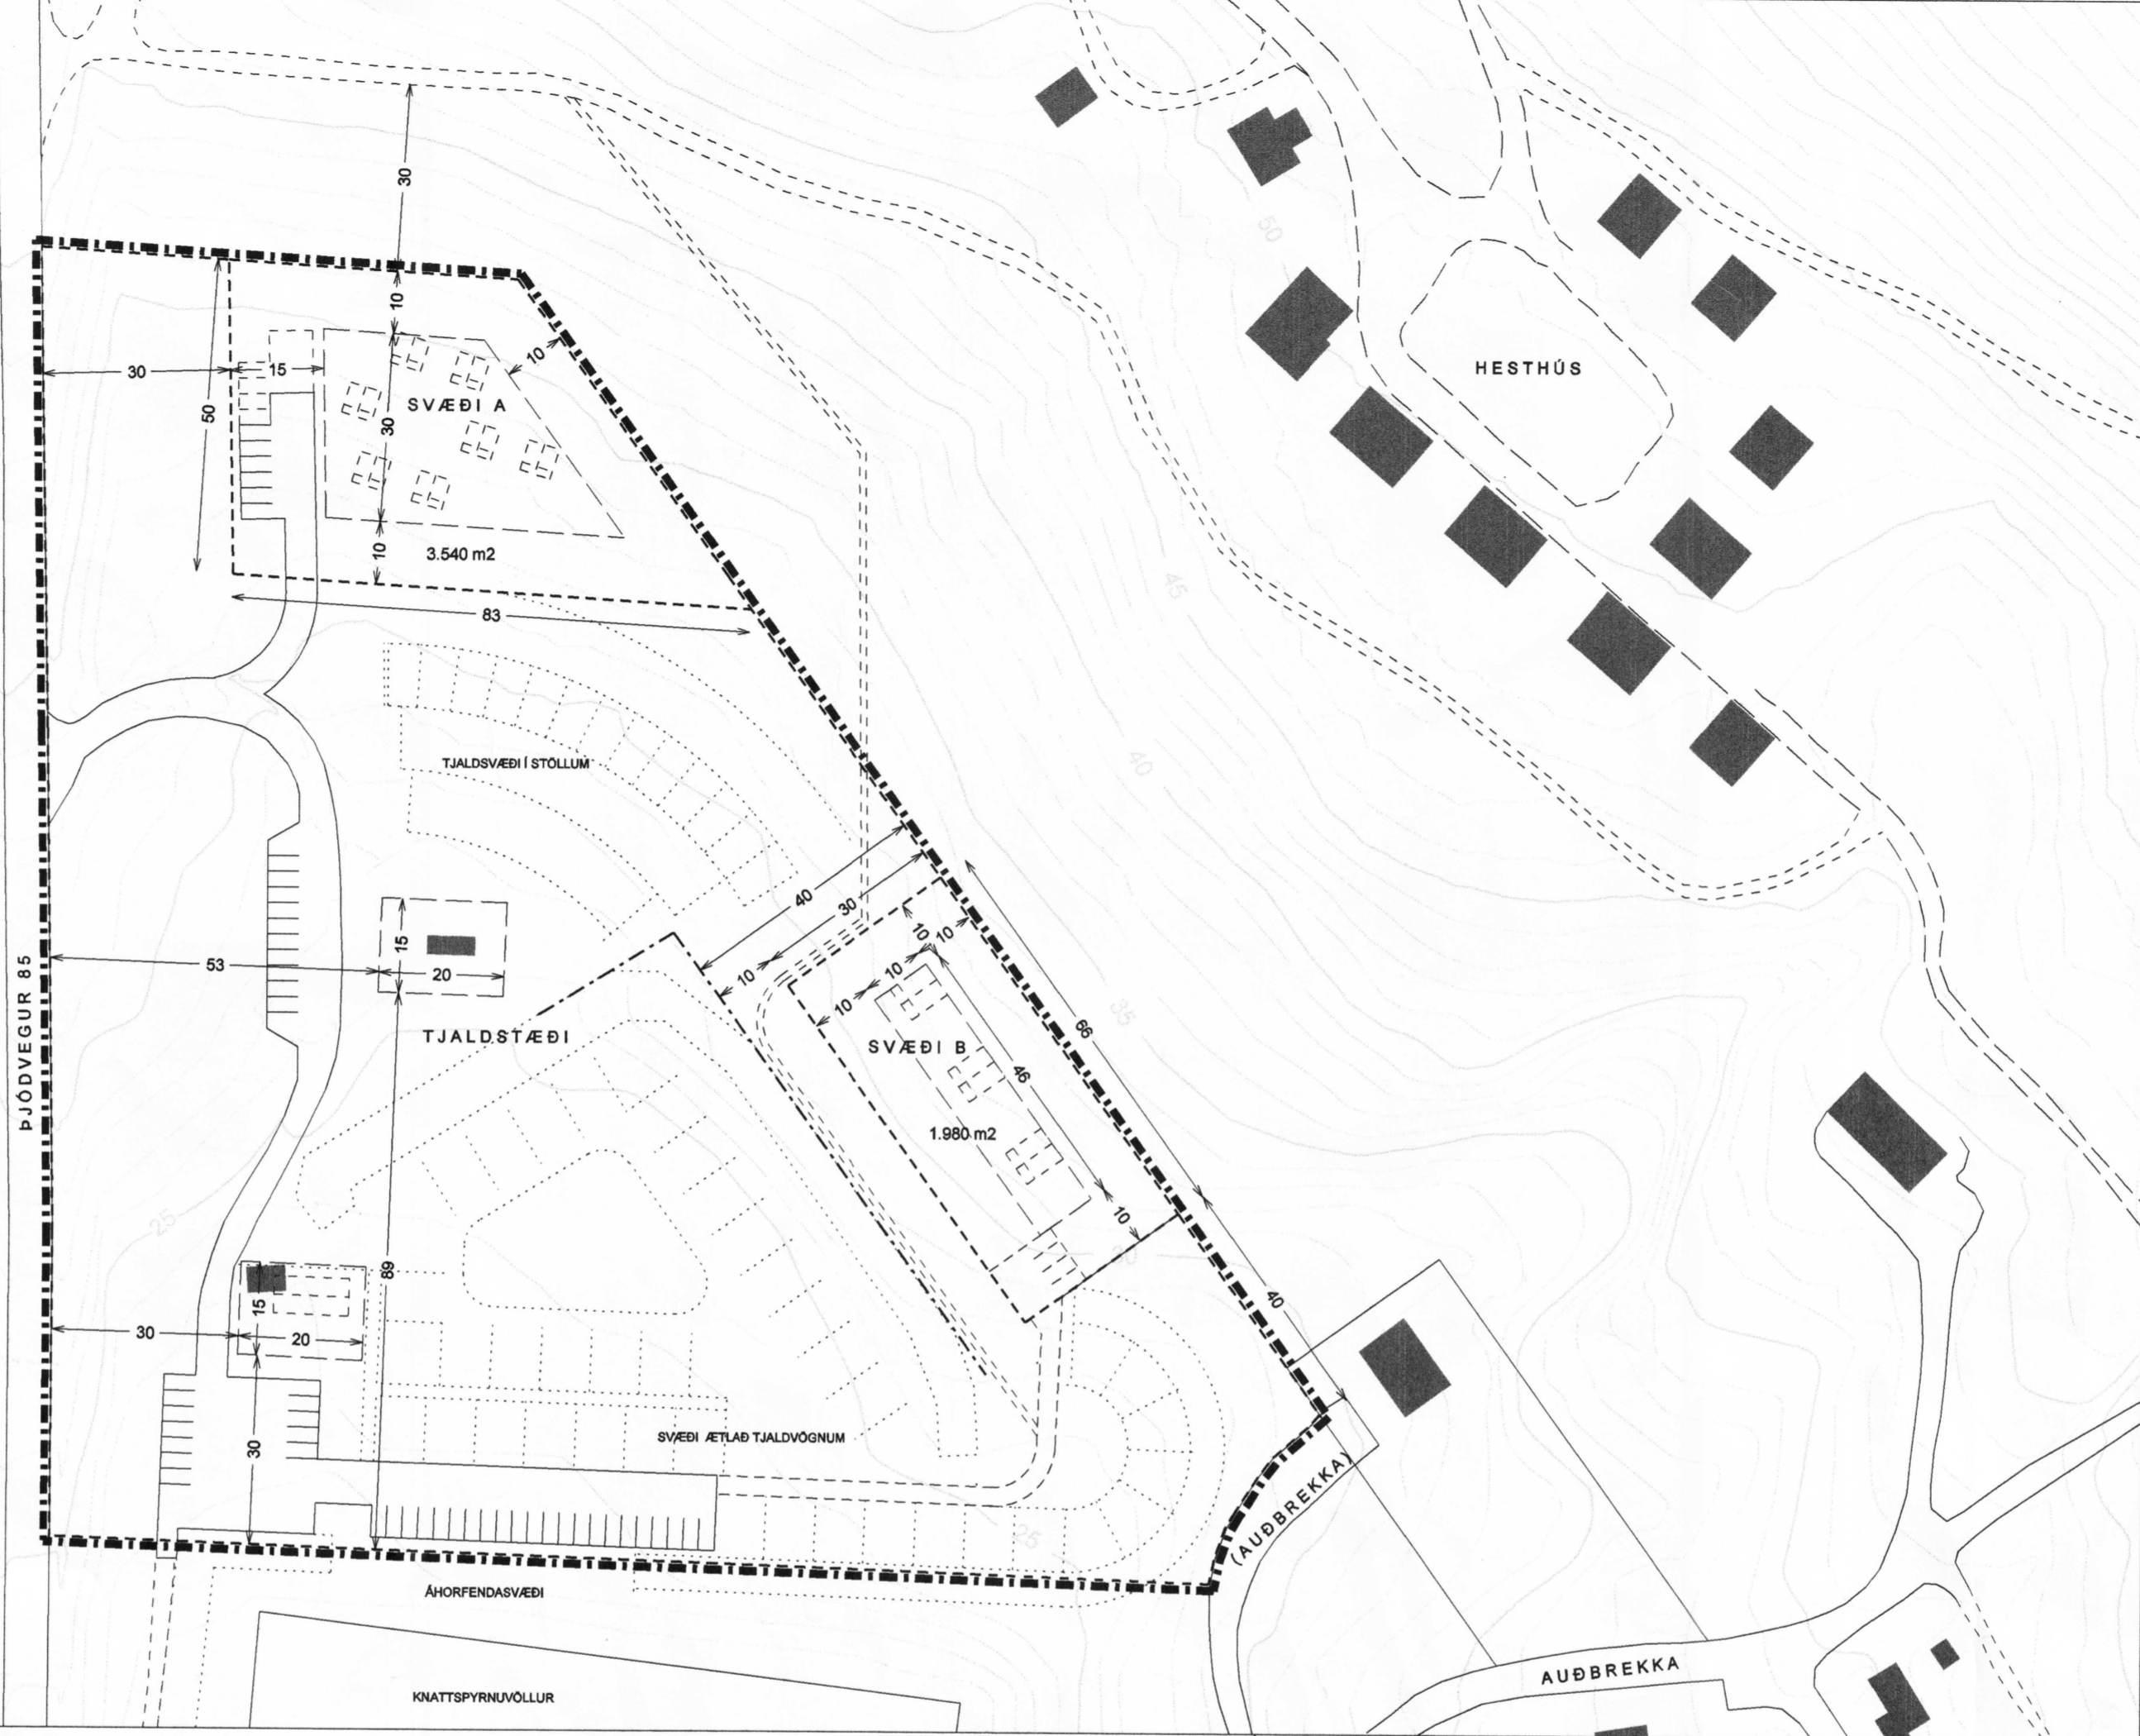 30
50
10
10
HESTHÚS
30
15
SVÆÐI A
50
30
10
3.540 m2
83
45
TJALDSVÆÐI Í STÖLLUM
40
40
30
10
10
15
53
20
10
10
10
ÞJÓÐVEGUR 85
TJALDSTÆÐI
SVÆÐI B
66
35
46
1.980 m2
25
10
30
89
15
30
20
40
30
SVÆÐI ÆTLAÐ TJALDVÖGNUM
25
(AUÐBREKKA)
ÁHORFENDASVÆÐI
AUÐBREKKA
KNATTSPYRNUVÖLLUR